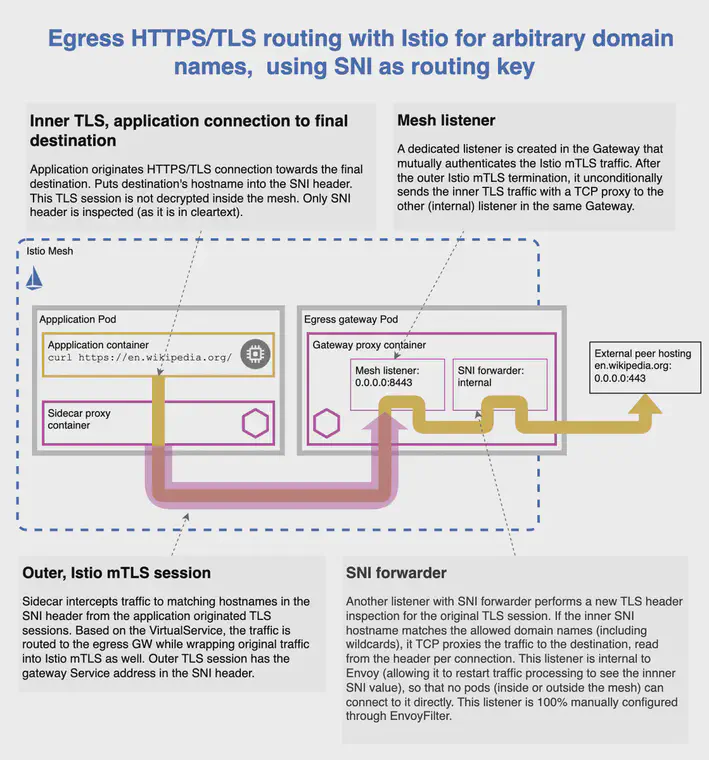 Egress HTTPS/TLS routing with Istio for arbitrary domain
names,  using SNI as routing key
Inner TLS, application connection to final
destination
Application originates HTTPS/TLS connection towards the final
destination. Puts destination's hostname into the SNI header.
This TLS session is not decrypted inside the mesh. Only SNI
header is inspected (as it is in cleartext).
Mesh listener
A dedicated listener is created in the Gateway that
mutually authenticates the Istio mTLS traffic. After
the outer Istio mTLS termination, it unconditionally
sends the inner TLS traffic with a TCP proxy to the
other (internal) listener in the same Gateway.
Istio Mesh
Appplication Pod
Appplication container
curl https://en.wikipedia.org/
Sidecar proxy
container
Egress gateway Pod
Gateway proxy container
Mesh listener:
0.0.0.0:8443
SNI forwarder:
internal
External peer hosting
en.wikipedia.org:
0.0.0.0:443
Outer, Istio mTLS session
Sidecar intercepts traffic to matching hostnames in the
SNI header from the application originated TLS
sessions. Based on the VirtualService, the traffic is
routed to the egress GW while wrapping original traffic
into Istio mTLS as well. Outer TLS session has the
gateway Service address in the SNI header.
SNI forwarder
Another listener with SNI forwarder performs a new TLS header
inspection for the original TLS session. If the inner SNI
hostname matches the allowed domain names (including
wildcards), it TCP proxies the traffic to the destination, read
from the header per connection. This listener is internal to
Envoy (allowing it to restart traffic processing to see the innner
SNI value), so that no pods (inside or outside the mesh) can
connect to it directly. This listener is 100% manually configured
through EnvoyFilter.